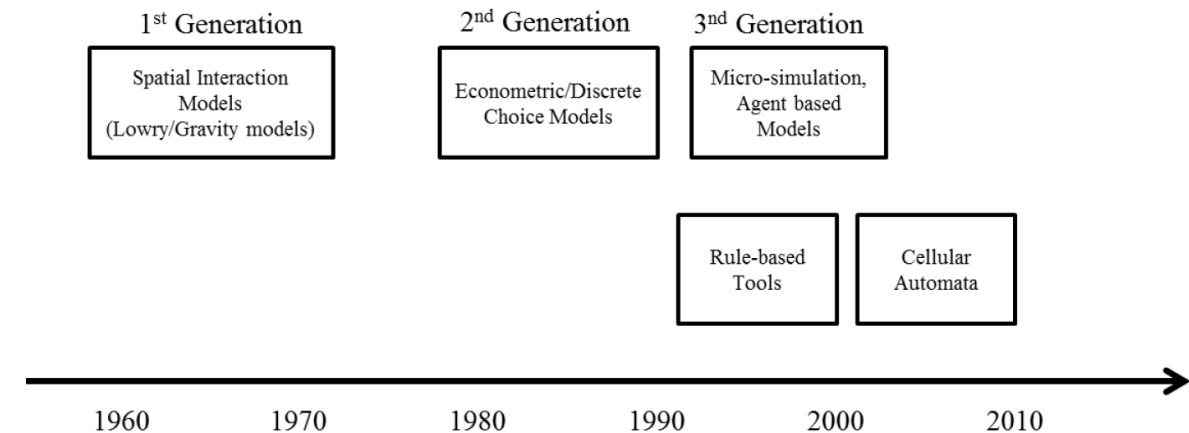 1st Generation
Spatial Interaction
Models
(Lowry/Gravity models)
2nd Generation
Econometric/Discrete
Choice Models
3nd Generation
Micro-simulation,
Agent based
Models
Rule-based
Tools
Cellular
Automata
1960 1970 1980 1990 2000 2010